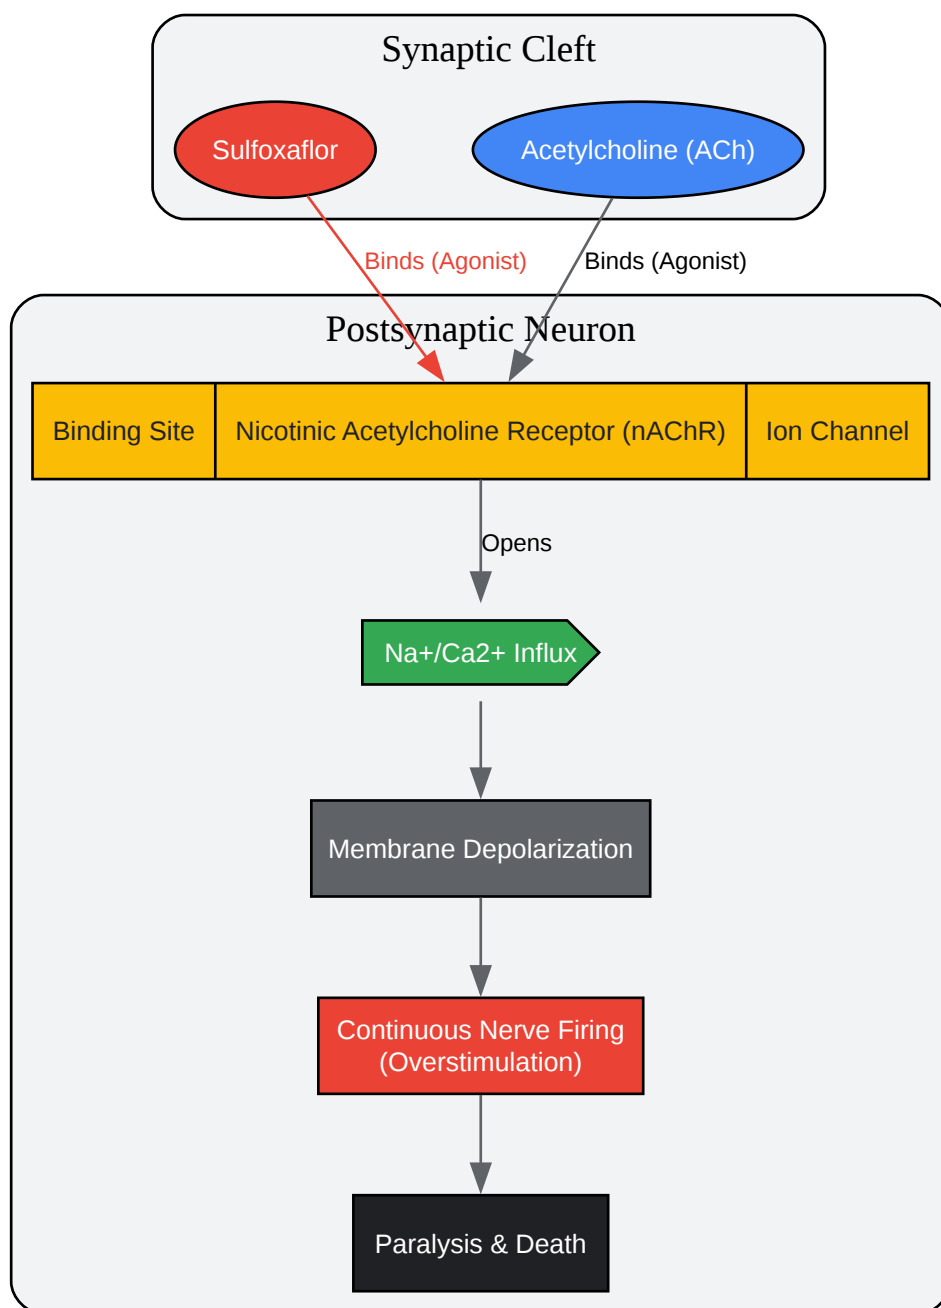 Synaptic Cleft
Sulfoxaflor
Acetylcholine (ACh)
Binds (Agonist)
Binds (Agonist)
Postsynaptic Neuron
Binding Site
Nicotinic Acetylcholine Receptor (nAChR)
Ion Channel
Opens
Na+/Ca2+ Influx
Membrane Depolarization
Continuous Nerve Firing
(Overstimulation)
Paralysis & Death